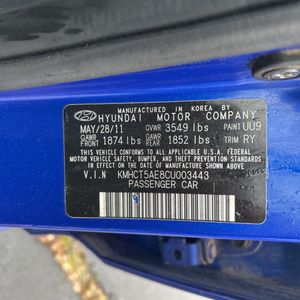 MANUFACTURED IN KOREA BY
HYUNDAI MOTOR COMPANY
MAY/28/11 GVWR 3549 lbs PAINT UU9
GAWR FRONT 1874 lbs GAWR REAR 1852 lbs TRIM RY
THIS VEHICLE CONFORMS TO ALL APPLICABLE
U.S. FEDERAL MOTOR VEHICLE SAFETY, BUMPER, AND THEFT PREVENTION
STANDARDS IN EFFECT ON THE DATE OF
MANUFACTURE SHOWN ABOVE.
V.I.N KMHCT5AE8CU003443
PASSENGER CAR